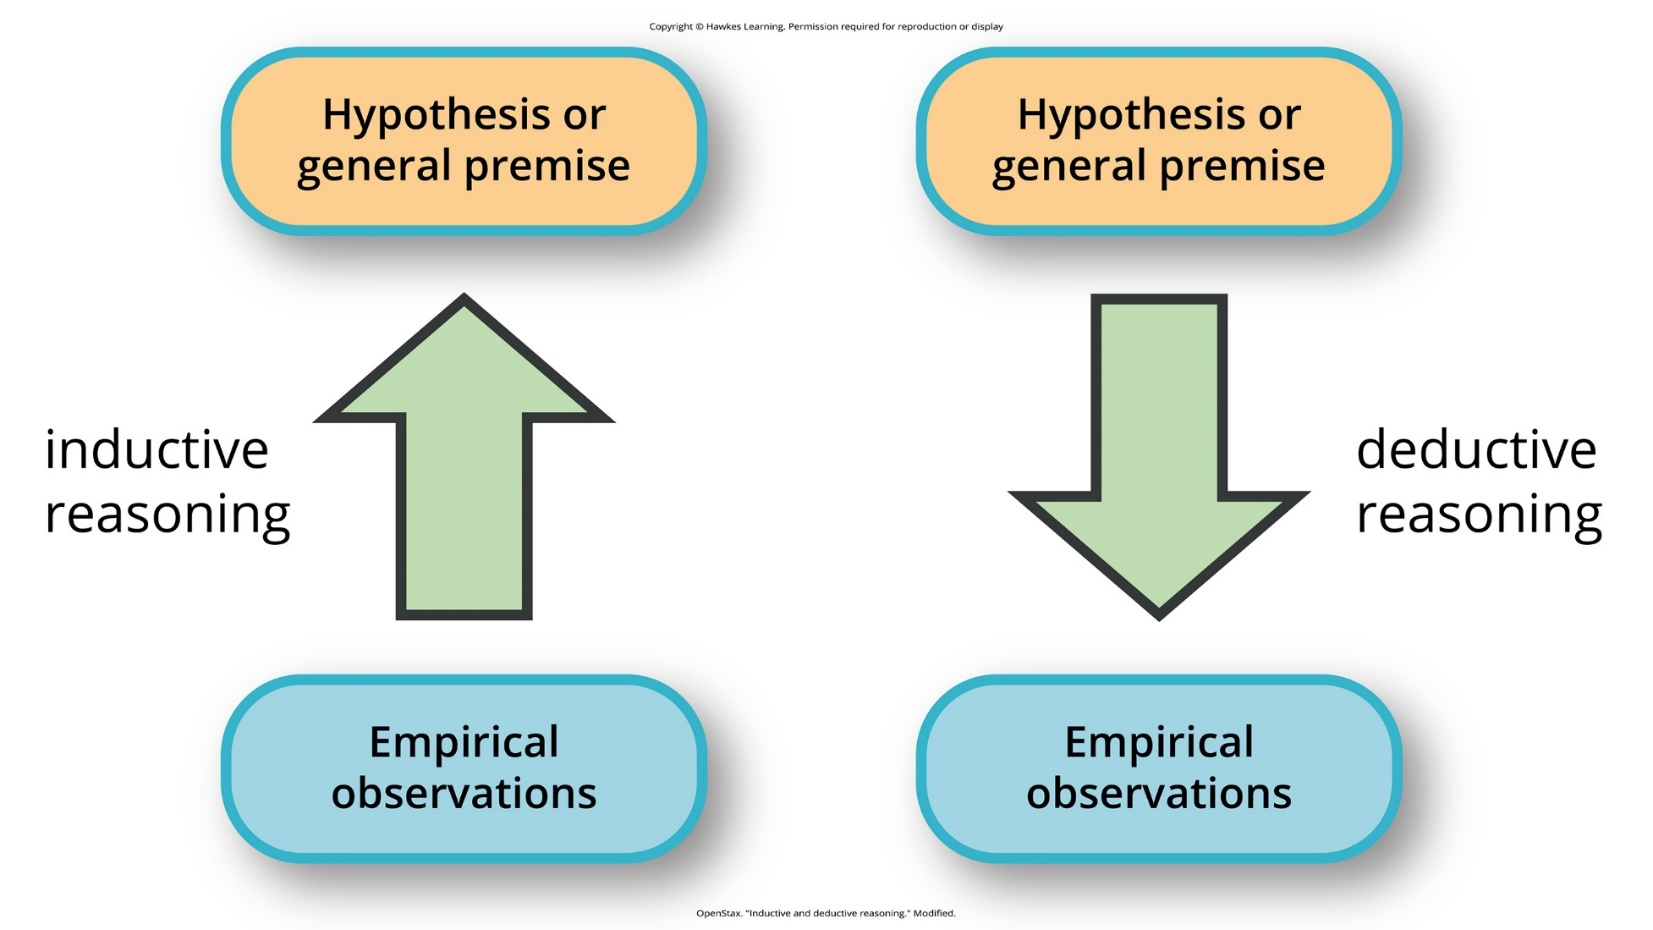 Copyright © Hawkes Learning. Permission required for reproduction or display
Hypothesis or
general premise
Hypothesis or
general premise
inductive
reasoning
deductive
reasoning
Empirical
observations
Empirical
observations
OpenStax. "Inductive and deductive reasoning." Modified.